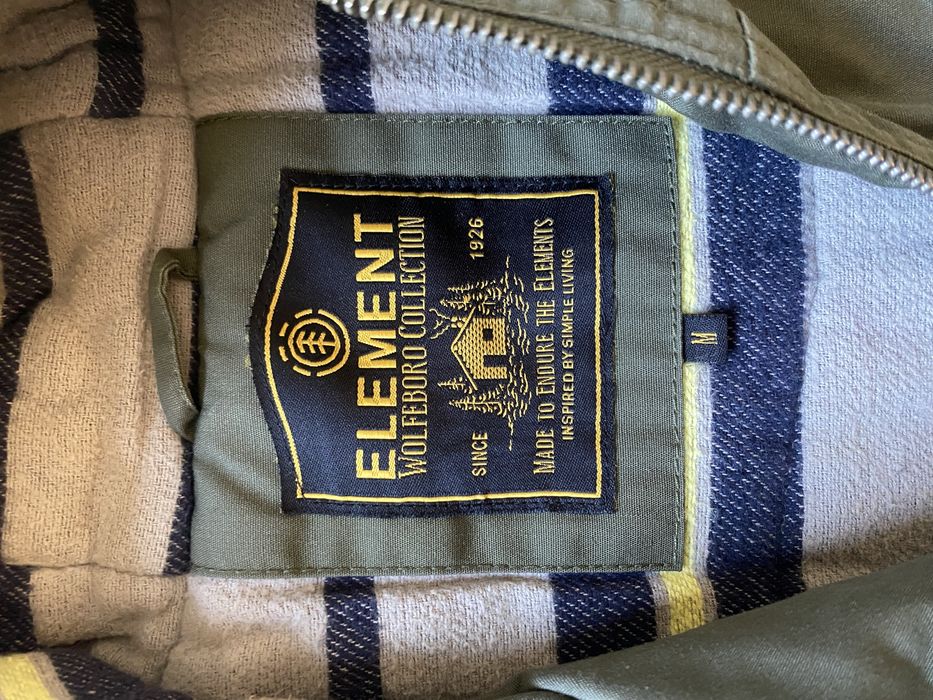 ELEMENT
WOLFEBORO COLLECTION
SINCE 1926
MADE TO ENDURE THE ELEMENTS
INSPIRED BY SIMPLE LIVING
M